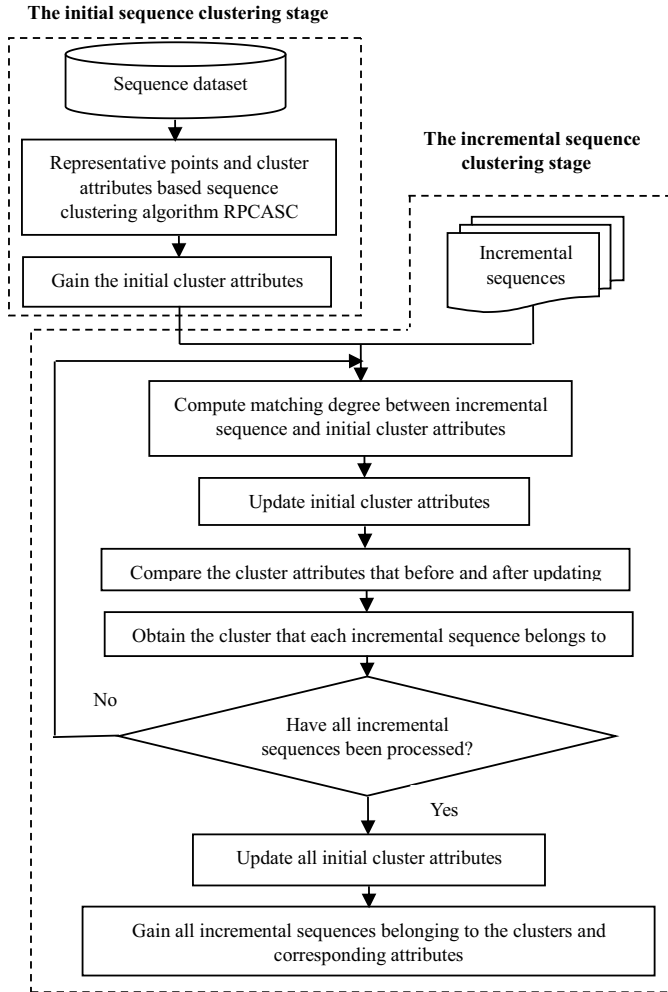 The initial sequence clustering stage
Sequence dataset
Representative points and cluster
attributes based sequence
clustering algorithm RPCASC
Gain the initial cluster attributes
The incremental sequence
clustering stage
Incremental
sequences
Compute matching degree between incremental
sequence and initial cluster attributes
Update initial cluster attributes
Compare the cluster attributes that before and after updating
Obtain the cluster that each incremental sequence belongs to
No
Have all incremental
sequences been processed?
Yes
Update all initial cluster attributes
Gain all incremental sequences belonging to the clusters and
corresponding attributes